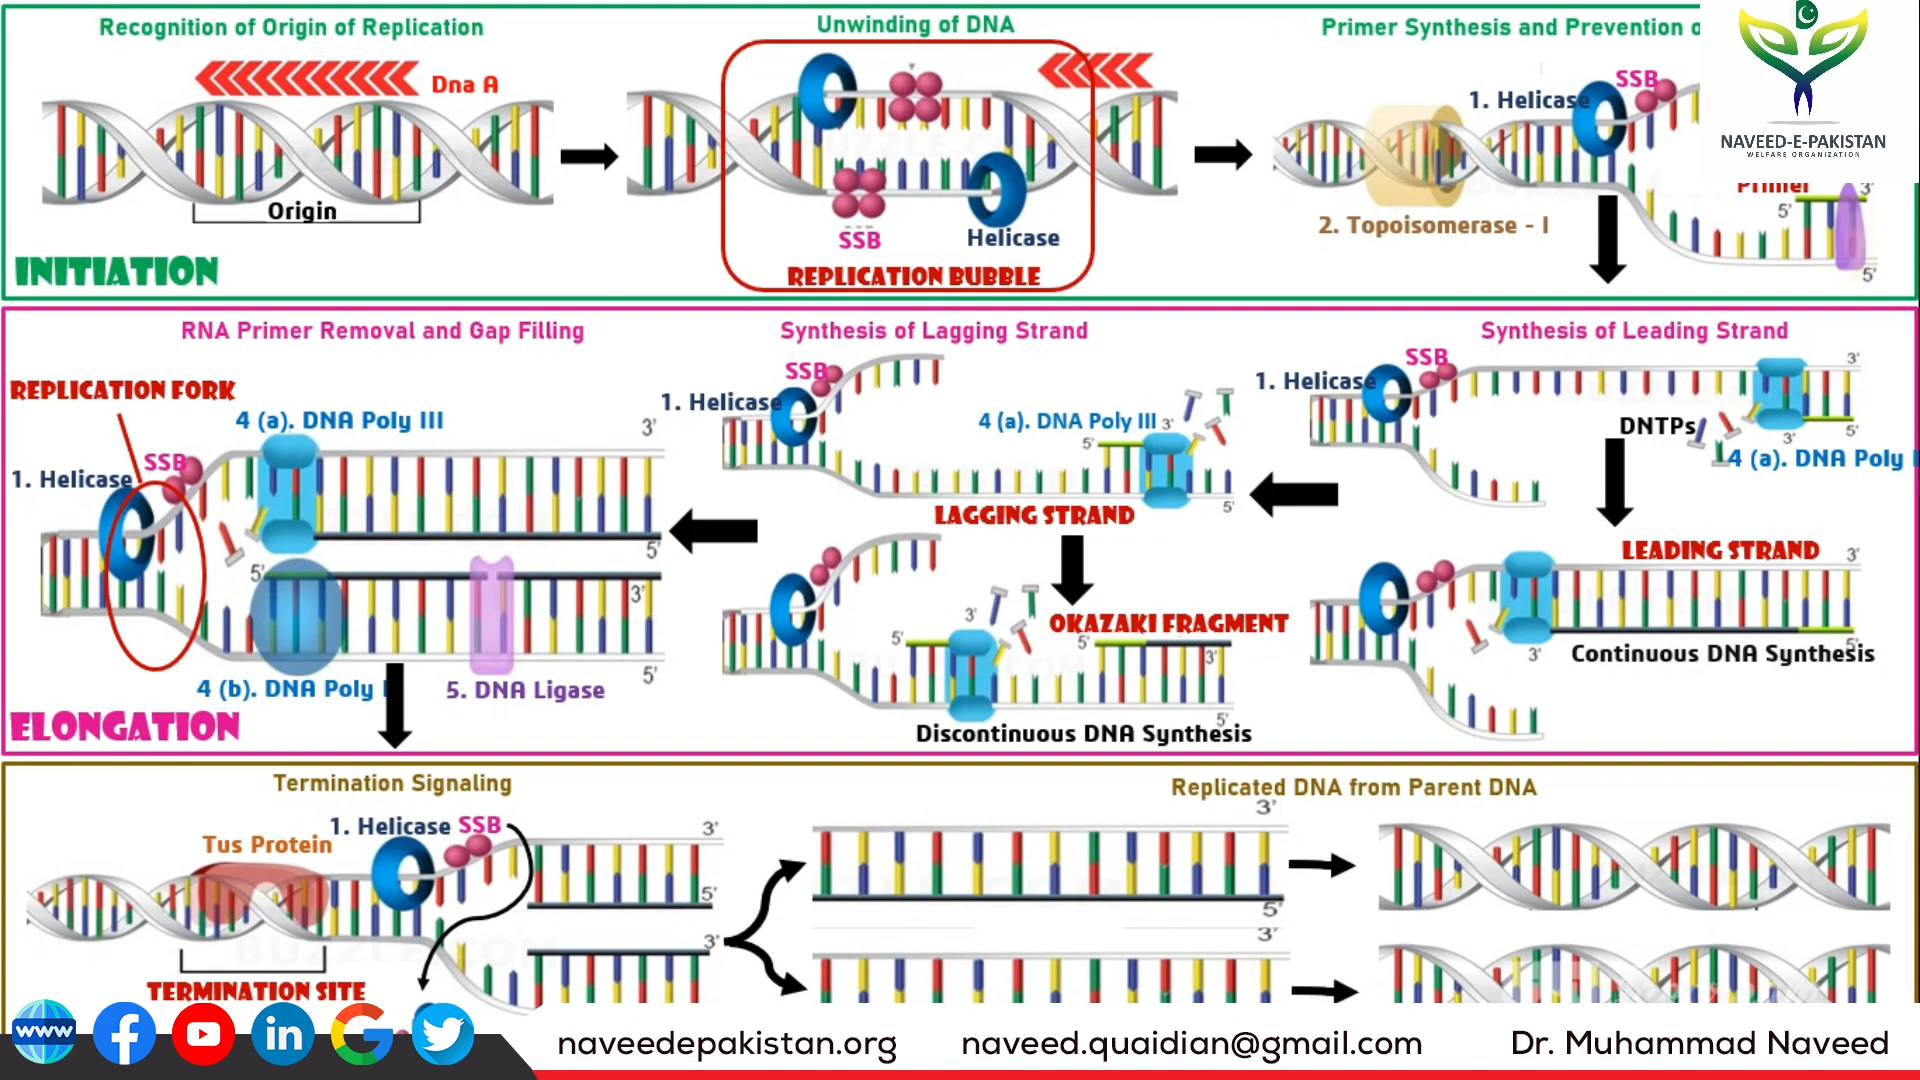 Recognition of Origin of Replication
Dna A
Origin
INITIATION
Unwinding of DNA
SSB
Helicase
REPLICATION BUBBLE
Primer Synthesis and Prevention o
1. Helicase
SSB
2. Topoisomerase - I
Primer
3'
5'
5'
NAVEED-E-PAKISTAN
WELFARE ORGANIZATION
RNA Primer Removal and Gap Filling
REPLICATION FORK
4 (a). DNA Poly III
3'
SSB
1. Helicase
5'
5'
3'
5'
4 (b). DNA Poly I
5. DNA Ligase
ELONGATION
Synthesis of Lagging Strand
SSB
1. Helicase
4 (a). DNA Poly III
3'
5'
5'
LAGGING STRAND
3'
OKAZAKI FRAGMENT
5'
5'
3'
5'
Discontinuous DNA Synthesis
Synthesis of Leading Strand
SSB
3'
1. Helicase
DNTPs
5'
3'
4 (a). DNA Poly
LEADING STRAND
3'
5'
3'
Continuous DNA Synthesis
Termination Signaling
1. Helicase
SSB
3'
Tus Protein
5'
3'
TERMINATION SITE
Replicated DNA from Parent DNA
3'
5'
3'
www
naveedepakistan.org
naveed.quaidian@gmail.com
Dr. Muhammad Naveed